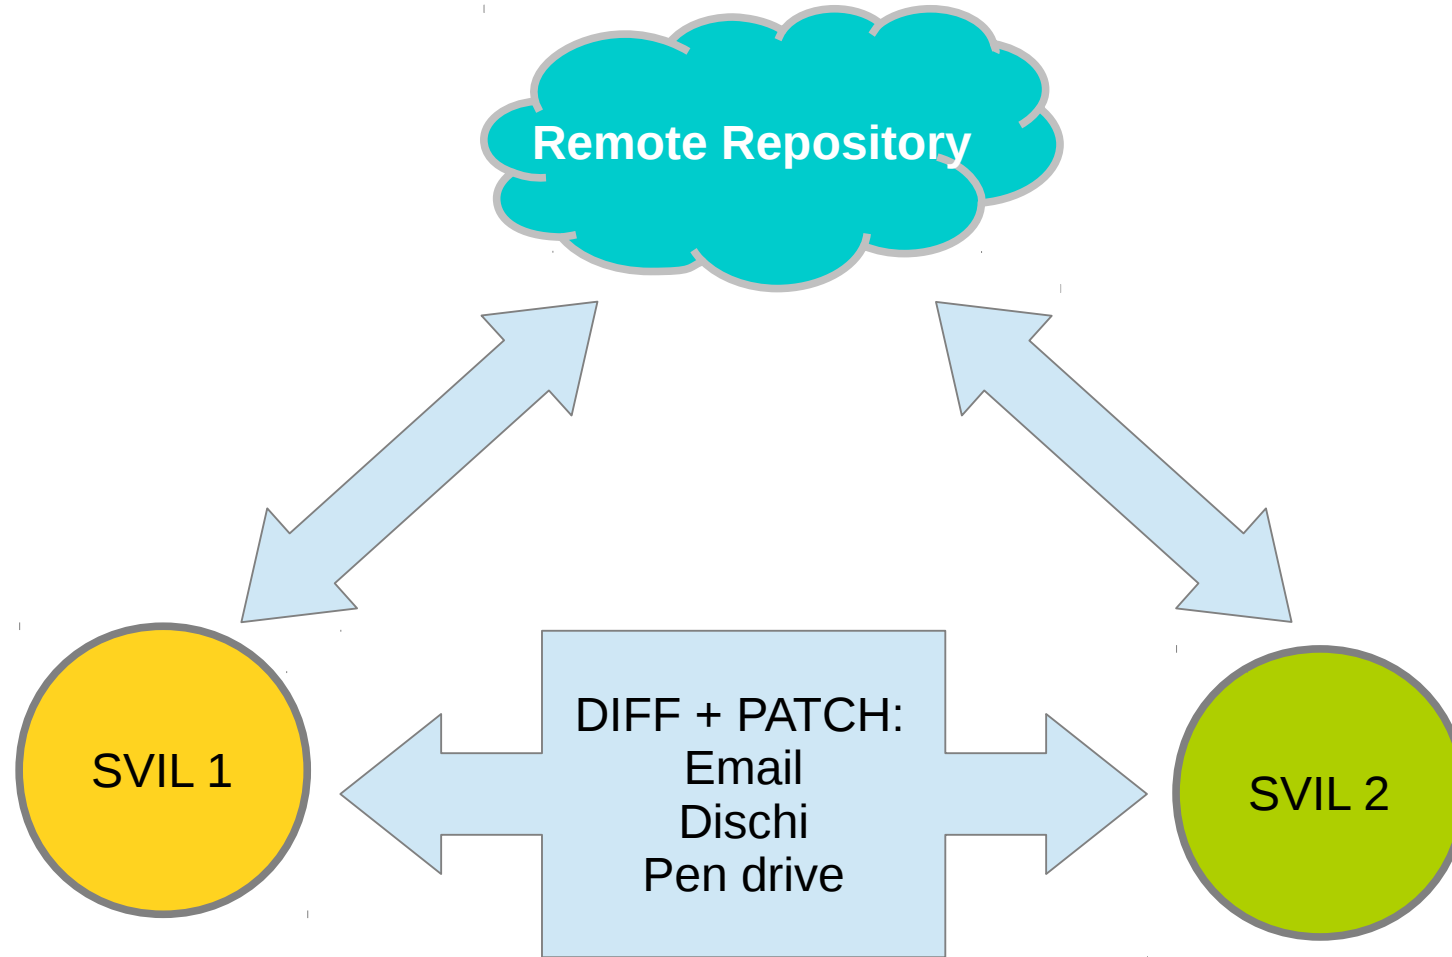 Remote Repository
SVIL 1
DIFF + PATCH:
Email
Dischi
Pen drive
SVIL 2